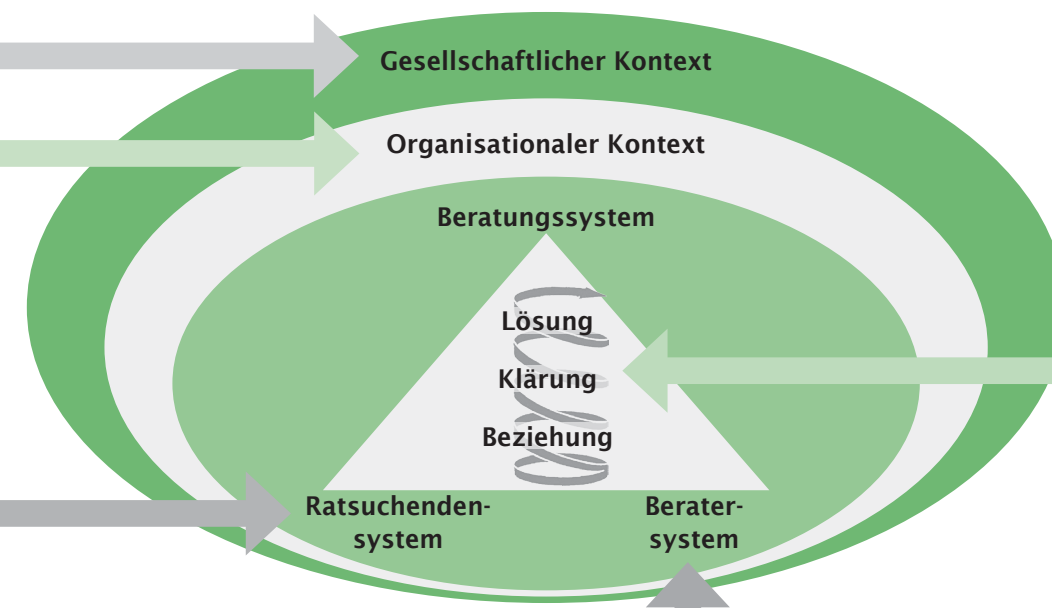 Gesellschaftlicher Kontext
Organisationaler Kontext
Beratungssystem
Lösung
Klärung
Beziehung
Ratsuchenden-
system
Berater-
system